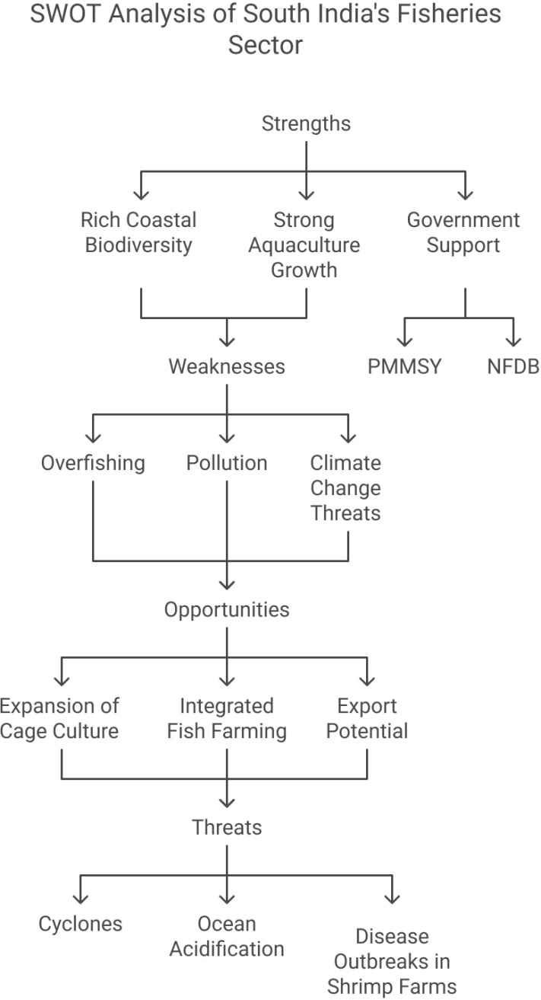 SWOT Analysis of South India's Fisheries
Sector
Strengths
Rich Coastal
Biodiversity
Strong
Aquaculture
Growth
Government
Support
Weaknesses
PMMSY
NFDB
Overfishing
Pollution
Climate
Change
Threats
Opportunities
Expansion of
Cage Culture
Integrated
Fish Farming
Export
Potential
Threats
Cyclones
Ocean
Acidification
Disease
Outbreaks in
Shrimp Farms